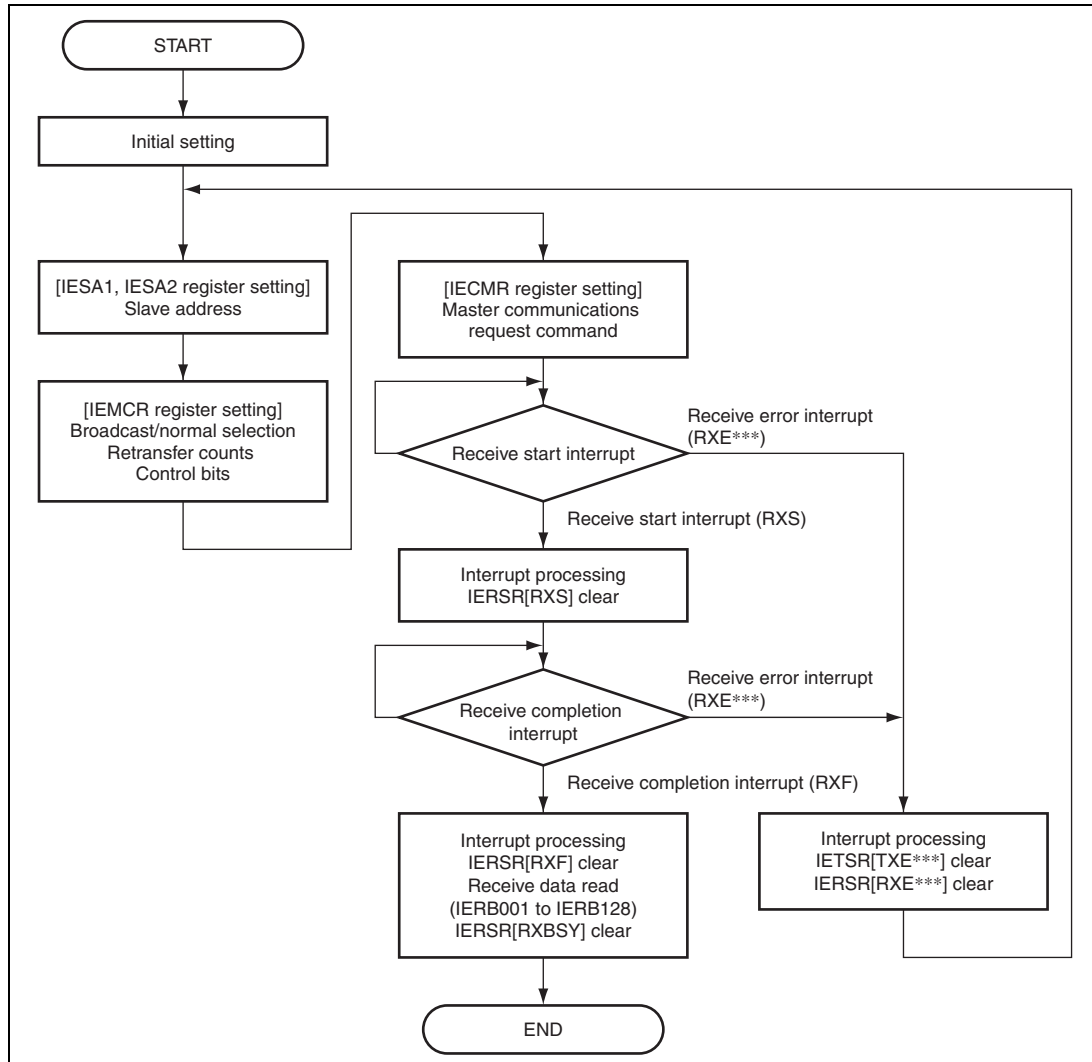 START
Initial setting
[IESA1, IESA2 register setting]
Slave address
[IEMCR register setting]
Broadcast/normal selection
Retransfer counts
Control bits
[IECMR register setting]
Master communications
request command
Receive start interrupt
Receive error interrupt
(RXE***)
Receive start interrupt (RXS)
Interrupt processing
IERSR[RXS] clear
Receive completion
interrupt
Receive error interrupt
(RXE***)
Receive completion interrupt (RXF)
Interrupt processing
IERSR[RXF] clear
Receive data read
(IERB001 to IERB128)
IERSR[RXBSY] clear
Interrupt processing
IETSR[TXE***] clear
IERSR[RXE***] clear
END